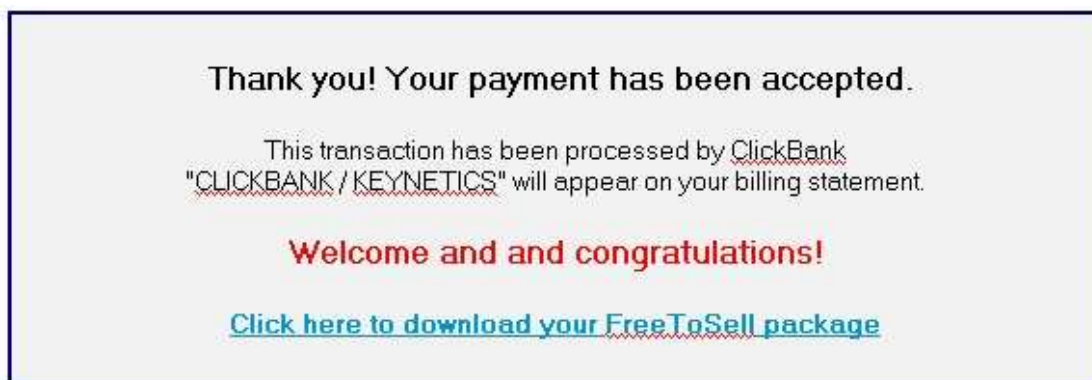 Thank you! Your payment has been accepted.
This transaction has been processed by ClickBank
"CLICKBANK / KEYNETICS" will appear on your billing statement.
Welcome and and congratulations!
Click here to download your FreeToSell package